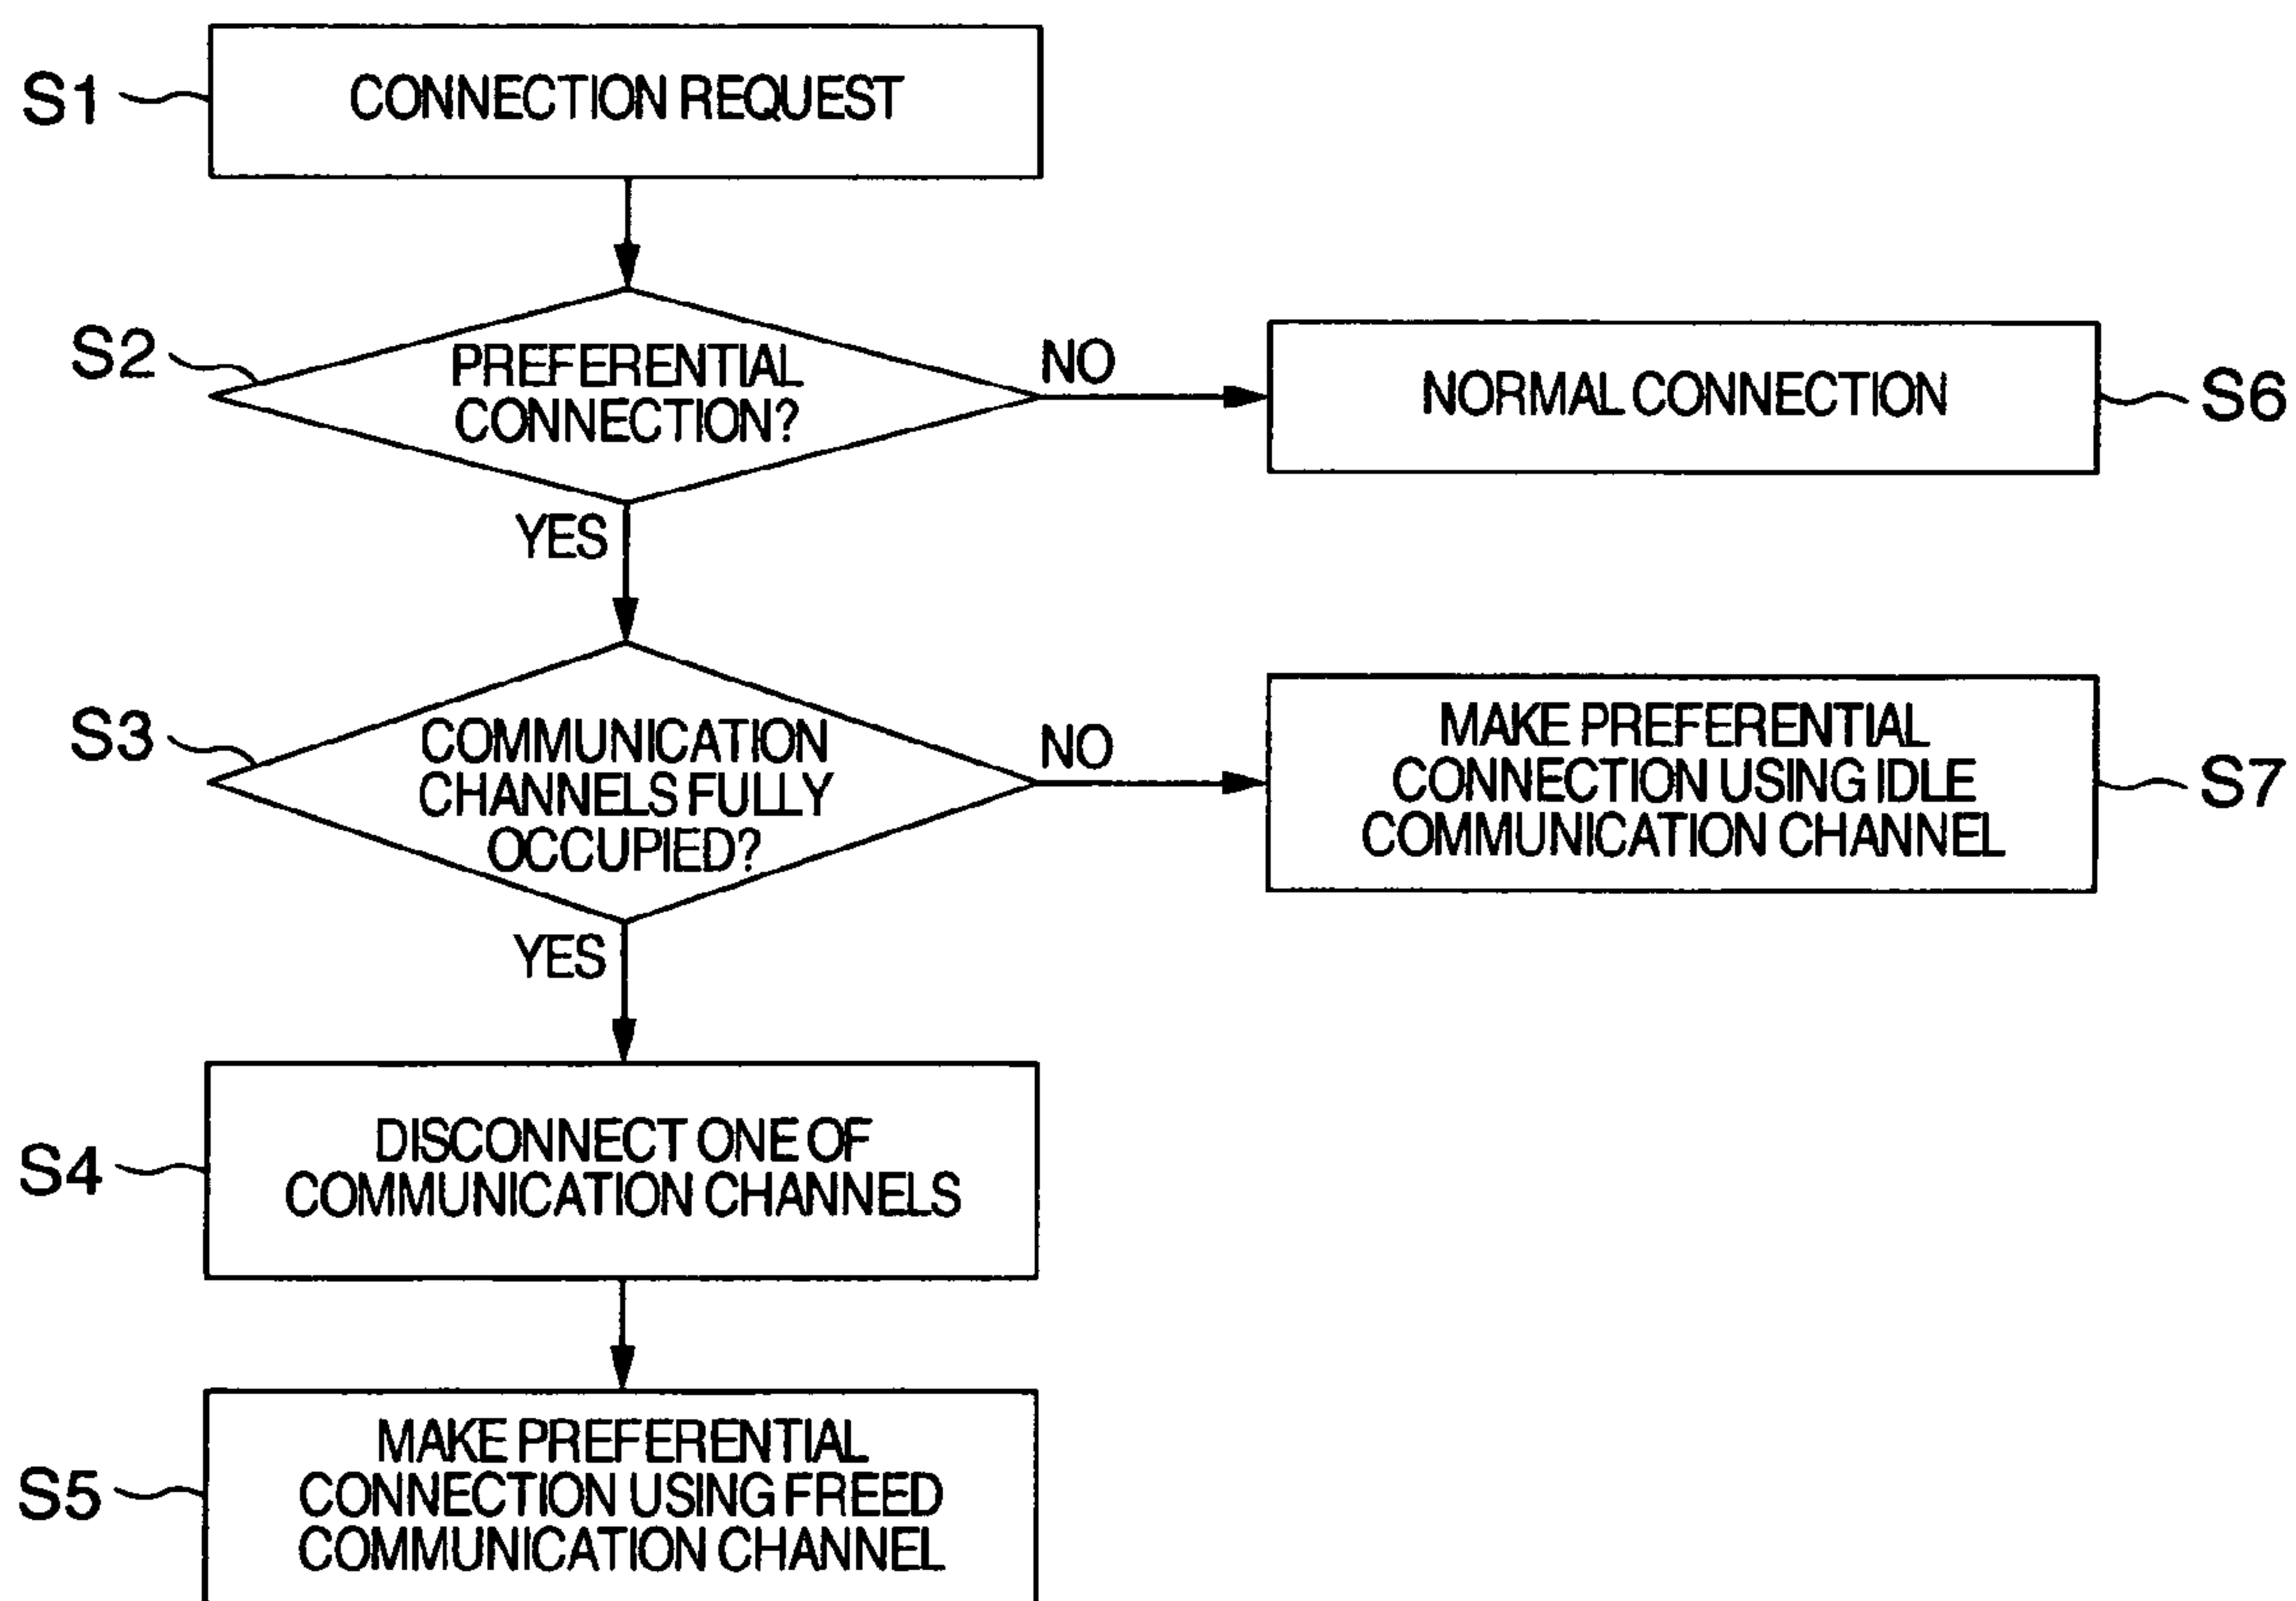 S1
CONNECTION REQUEST
S2
PREFERENTIAL
CONNECTION?
NO
NORMAL CONNECTION
S6
YES
S3
COMMUNICATION
CHANNELS FULLY
OCCUPIED?
NO
MAKE PREFERENTIAL
CONNECTION USING IDLE
COMMUNICATION CHANNEL
S7
YES
S4
DISCONNECT ONE OF
COMMUNICATION CHANNELS
S5
MAKE PREFERENTIAL
CONNECTION USING FREED
COMMUNICATION CHANNEL